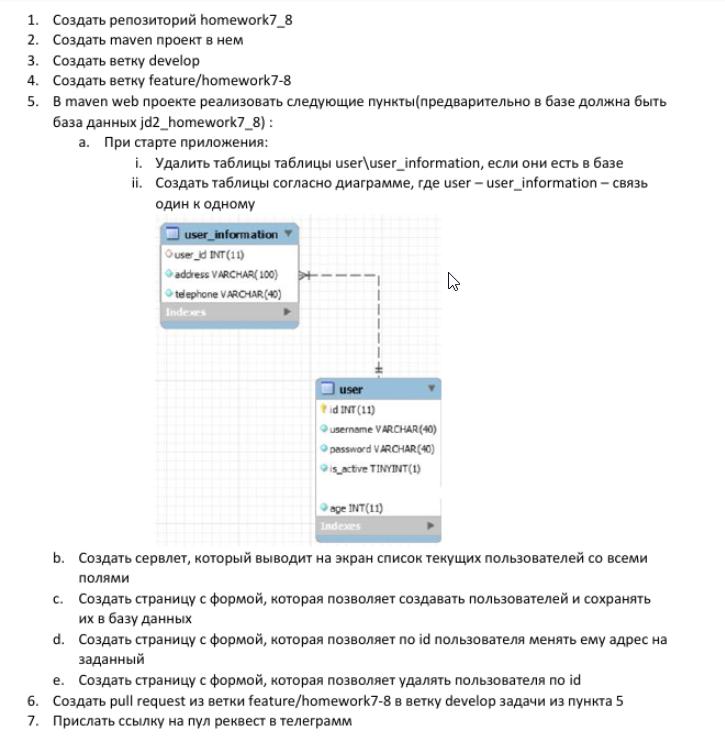 1. Создать репозиторий homework7_8
2. Создать maven проект в нем
3. Создать ветку develop
4. Создать ветку feature/homework7-8
5. В maven web проекте реализовать следующие пункты(предварительно в базе должна быть
база данных jd2_homework7_8) :
a. При старте приложения:
i. Удалить таблицы таблицы user\user_information, если они есть в базе
ii. Создать таблицы согласно диаграмме, где user – user_information – связь
один к одному
user_information
user_id INT(11)
address VARCHAR(100)
telephone VARCHAR(40)
Indexes
user
id INT(11)
username VARCHAR(40)
password VARCHAR(40)
is_active TINYINT(1)
age INT(11)
Indexes
b. Создать сервлет, который выводит на экран список текущих пользователей со всеми
полями
c. Создать страницу с формой, которая позволяет создавать пользователей и сохранять
их в базу данных
d. Создать страницу с формой, которая позволяет по id пользователя менять ему адрес на
заданный
e. Создать страницу с формой, которая позволяет удалять пользователя по id
6. Создать pull request из ветки feature/homework7-8 в ветку develop задачи из пункта 5
7. Прислать ссылку на пул реквест в телеграмм